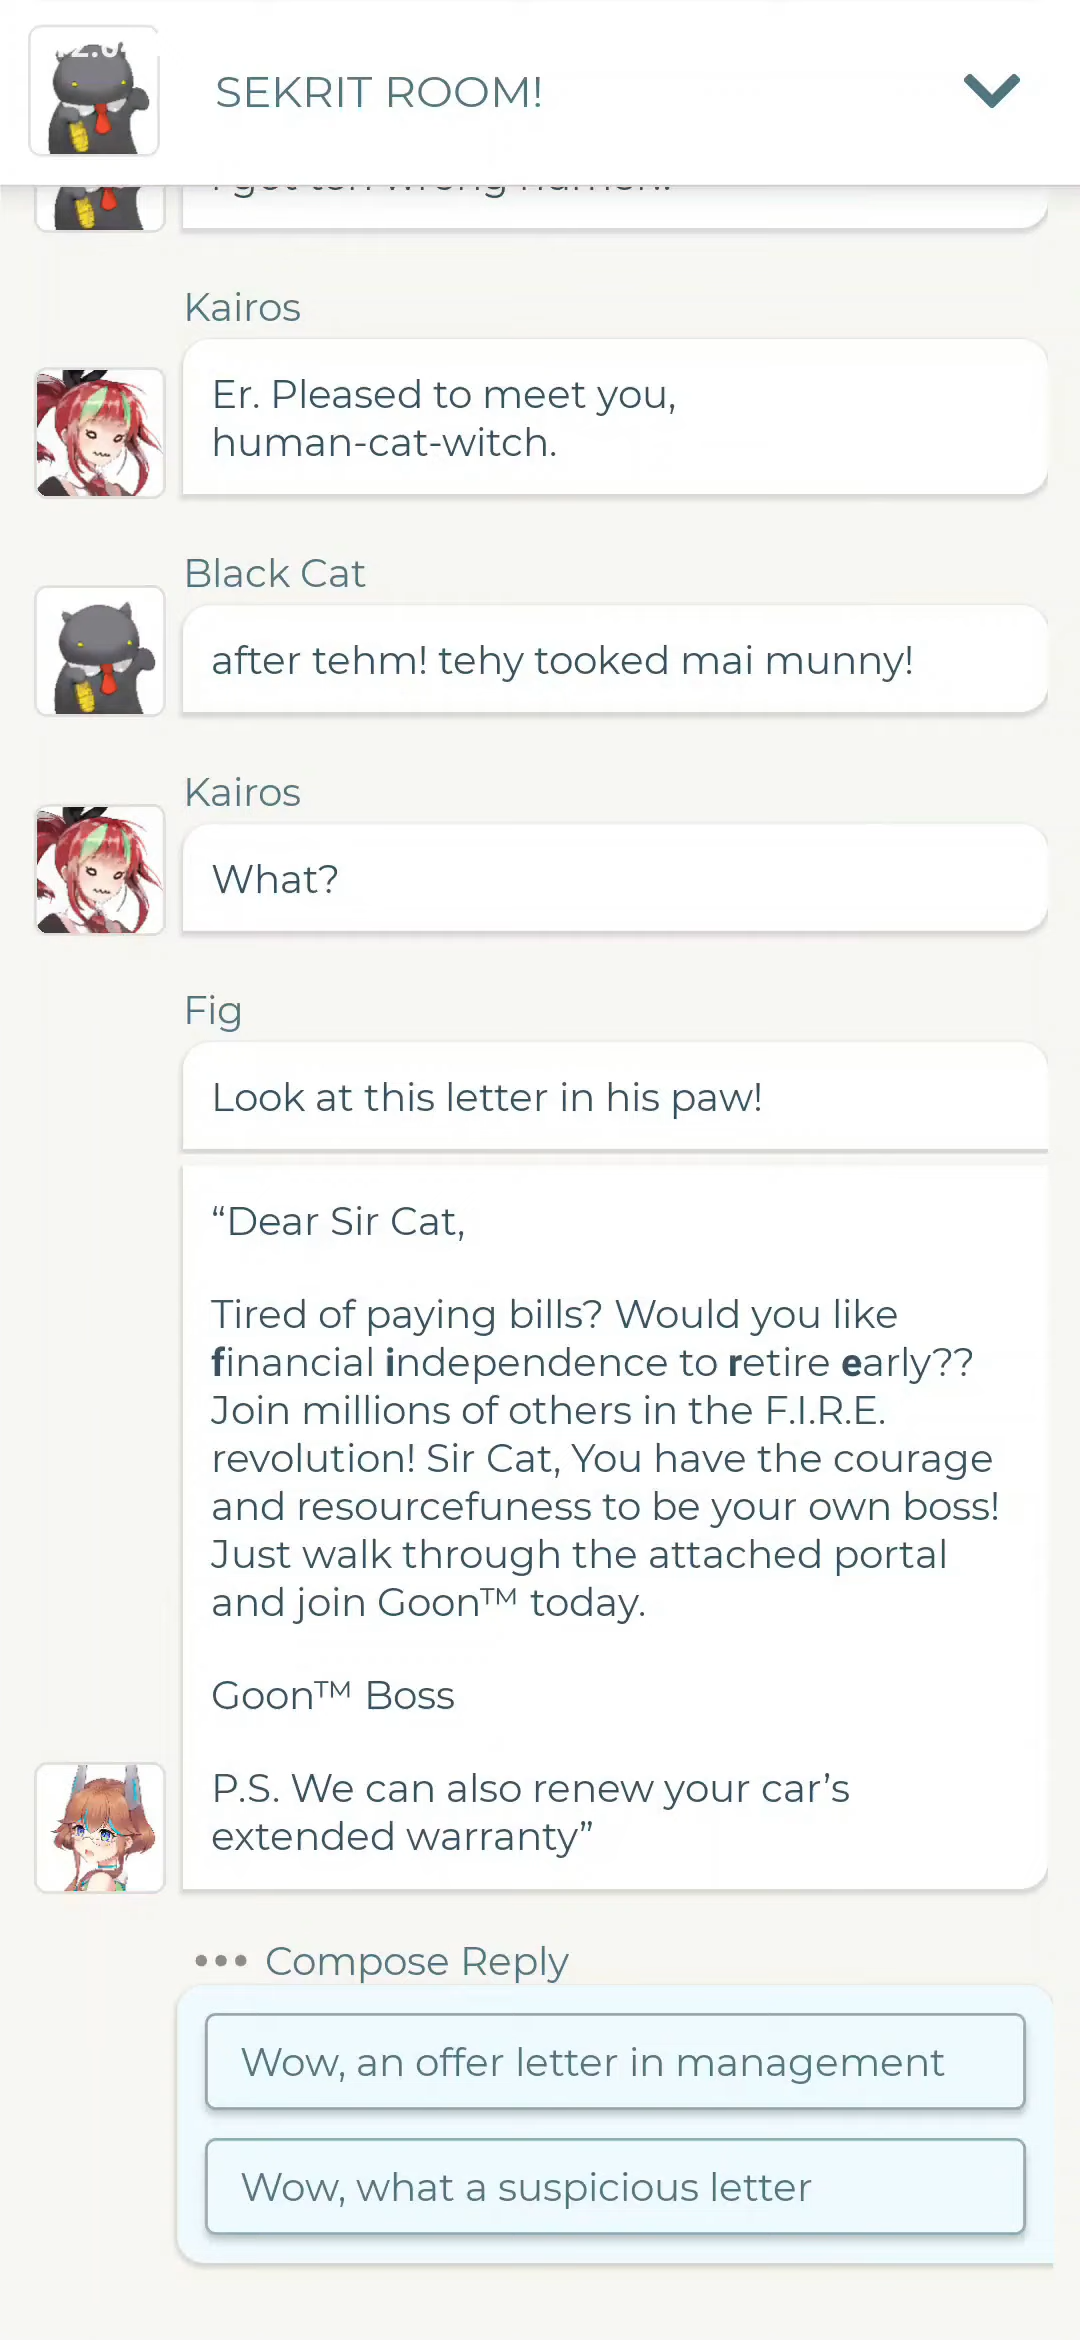 SEKRIT ROOM!
Kairos
Er. Pleased to meet you,
human-cat-witch.
Black Cat
after tehm! tehy tooked mai munny!
Kairos
What?
Fig
Look at this letter in his paw!
“Dear Sir Cat,
Tired of paying bills? Would you like
financial independence to retire early??
Join millions of others in the F.I.R.E.
revolution! Sir Cat, You have the courage
and resourcefuness to be your own boss!
Just walk through the attached portal
and join Goon™ today.
Goon™ Boss
P.S. We can also renew your car’s
extended warranty”
••• Compose Reply
Wow, an offer letter in management
Wow, what a suspicious letter